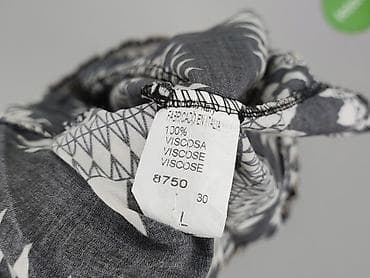 FABRICADO EN ITALIA
100%
VISCOSA
VISCOSE
VISCOSE
8750
30
L